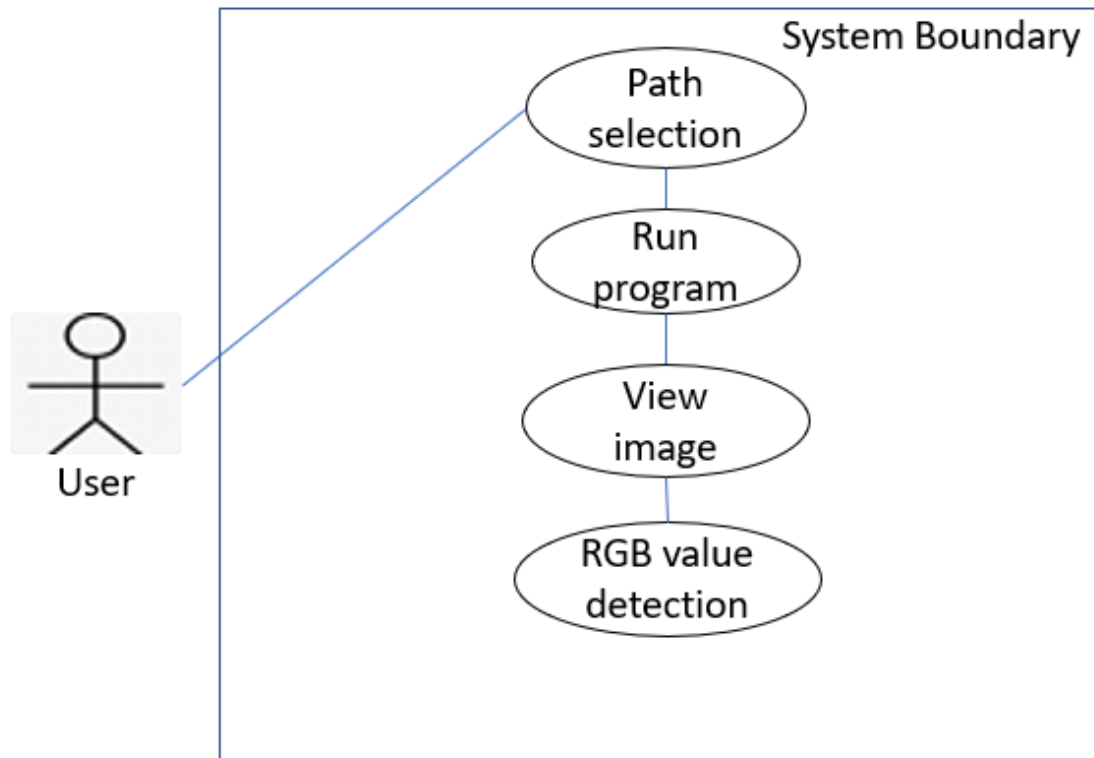 System Boundary
Path
selection
Run
program
View
image
User
RGB value
detection